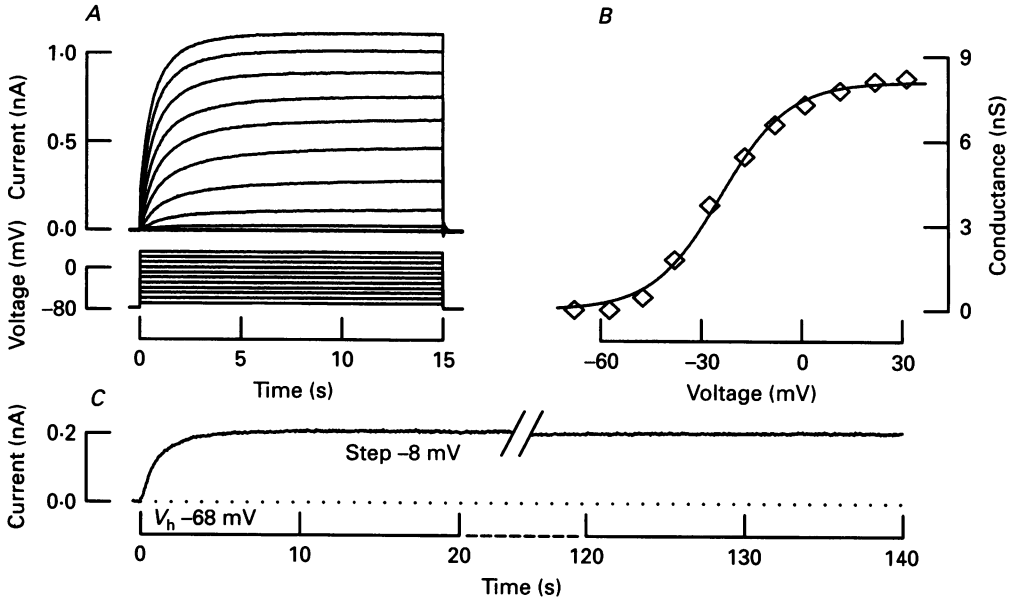 A
Current (nA)
1·0
0·5
0·0
Voltage (mV)
0
−80
0 5 10 15
Time (s)
B
9
6
3
0
Conductance (nS)
−60 −30 0 30
Voltage (mV)
C
Current (nA)
0·2
0·0
Step −8 mV
Vh −68 mV
0 10 20 120 130 140
Time (s)